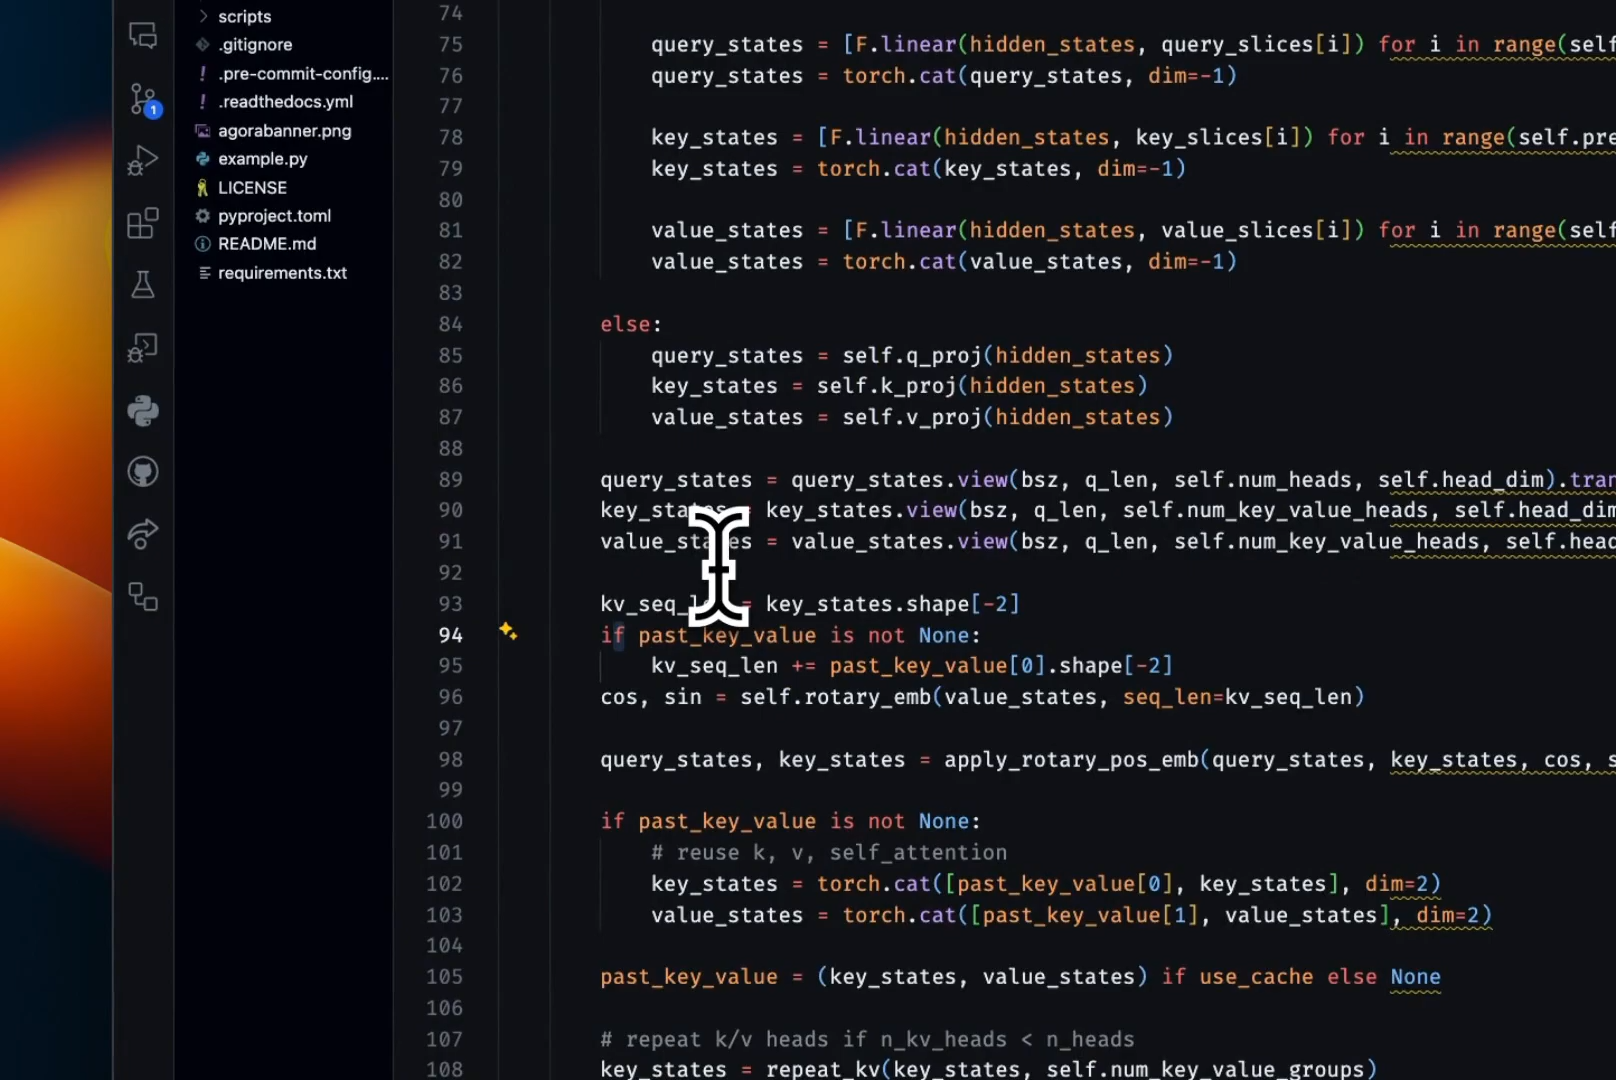 scripts
.gitignore
.pre-commit-config....
.readthedocs.yml
agorabanner.png
example.py
LICENSE
pyproject.toml
README.md
requirements.txt
1
74
75 query_states = [F.linear(hidden_states, query_slices[i]) for i in range(self
76 query_states = torch.cat(query_states, dim=-1)
77
78 key_states = [F.linear(hidden_states, key_slices[i]) for i in range(self.pre
79 key_states = torch.cat(key_states, dim=-1)
80
81 value_states = [F.linear(hidden_states, value_slices[i]) for i in range(self
82 value_states = torch.cat(value_states, dim=-1)
83
84 else:
85 query_states = self.q_proj(hidden_states)
86 key_states = self.k_proj(hidden_states)
87 value_states = self.v_proj(hidden_states)
88
89 query_states = query_states.view(bsz, q_len, self.num_heads, self.head_dim).tran
90 key_states = key_states.view(bsz, q_len, self.num_key_value_heads, self.head_dim
91 value_states = value_states.view(bsz, q_len, self.num_key_value_heads, self.head
92
93 kv_seq_l = key_states.shape[-2]
94 if past_key_value is not None:
95 kv_seq_len += past_key_value[0].shape[-2]
96 cos, sin = self.rotary_emb(value_states, seq_len=kv_seq_len)
97
98 query_states, key_states = apply_rotary_pos_emb(query_states, key_states, cos, s
99
100 if past_key_value is not None:
101 # reuse k, v, self_attention
102 key_states = torch.cat([past_key_value[0], key_states], dim=2)
103 value_states = torch.cat([past_key_value[1], value_states], dim=2)
104
105 past_key_value = (key_states, value_states) if use_cache else None
106
107 # repeat k/v heads if n_kv_heads < n_heads
108 key_states = repeat_kv(key_states, self.num_key_value_groups)